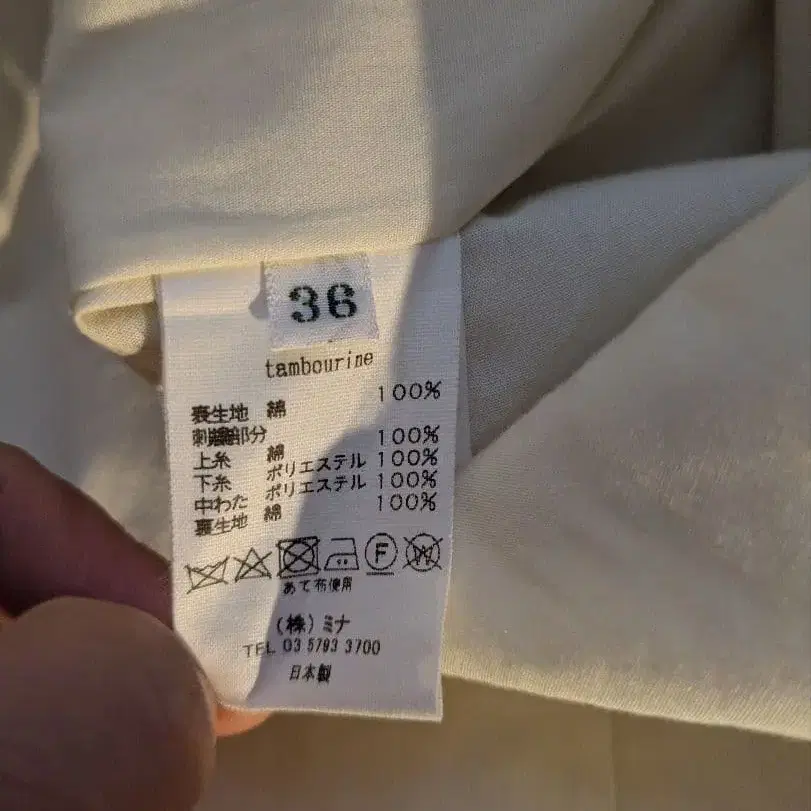 36
tambourine
表生地 綿 100%
刺繍部分
上糸 綿 100%
下糸 ポリエステル 100%
中わた ポリエステル 100%
裏生地 綿 100%
F W
あて布使用
(株)ミナ
TEL 03 5793 3700
日本製